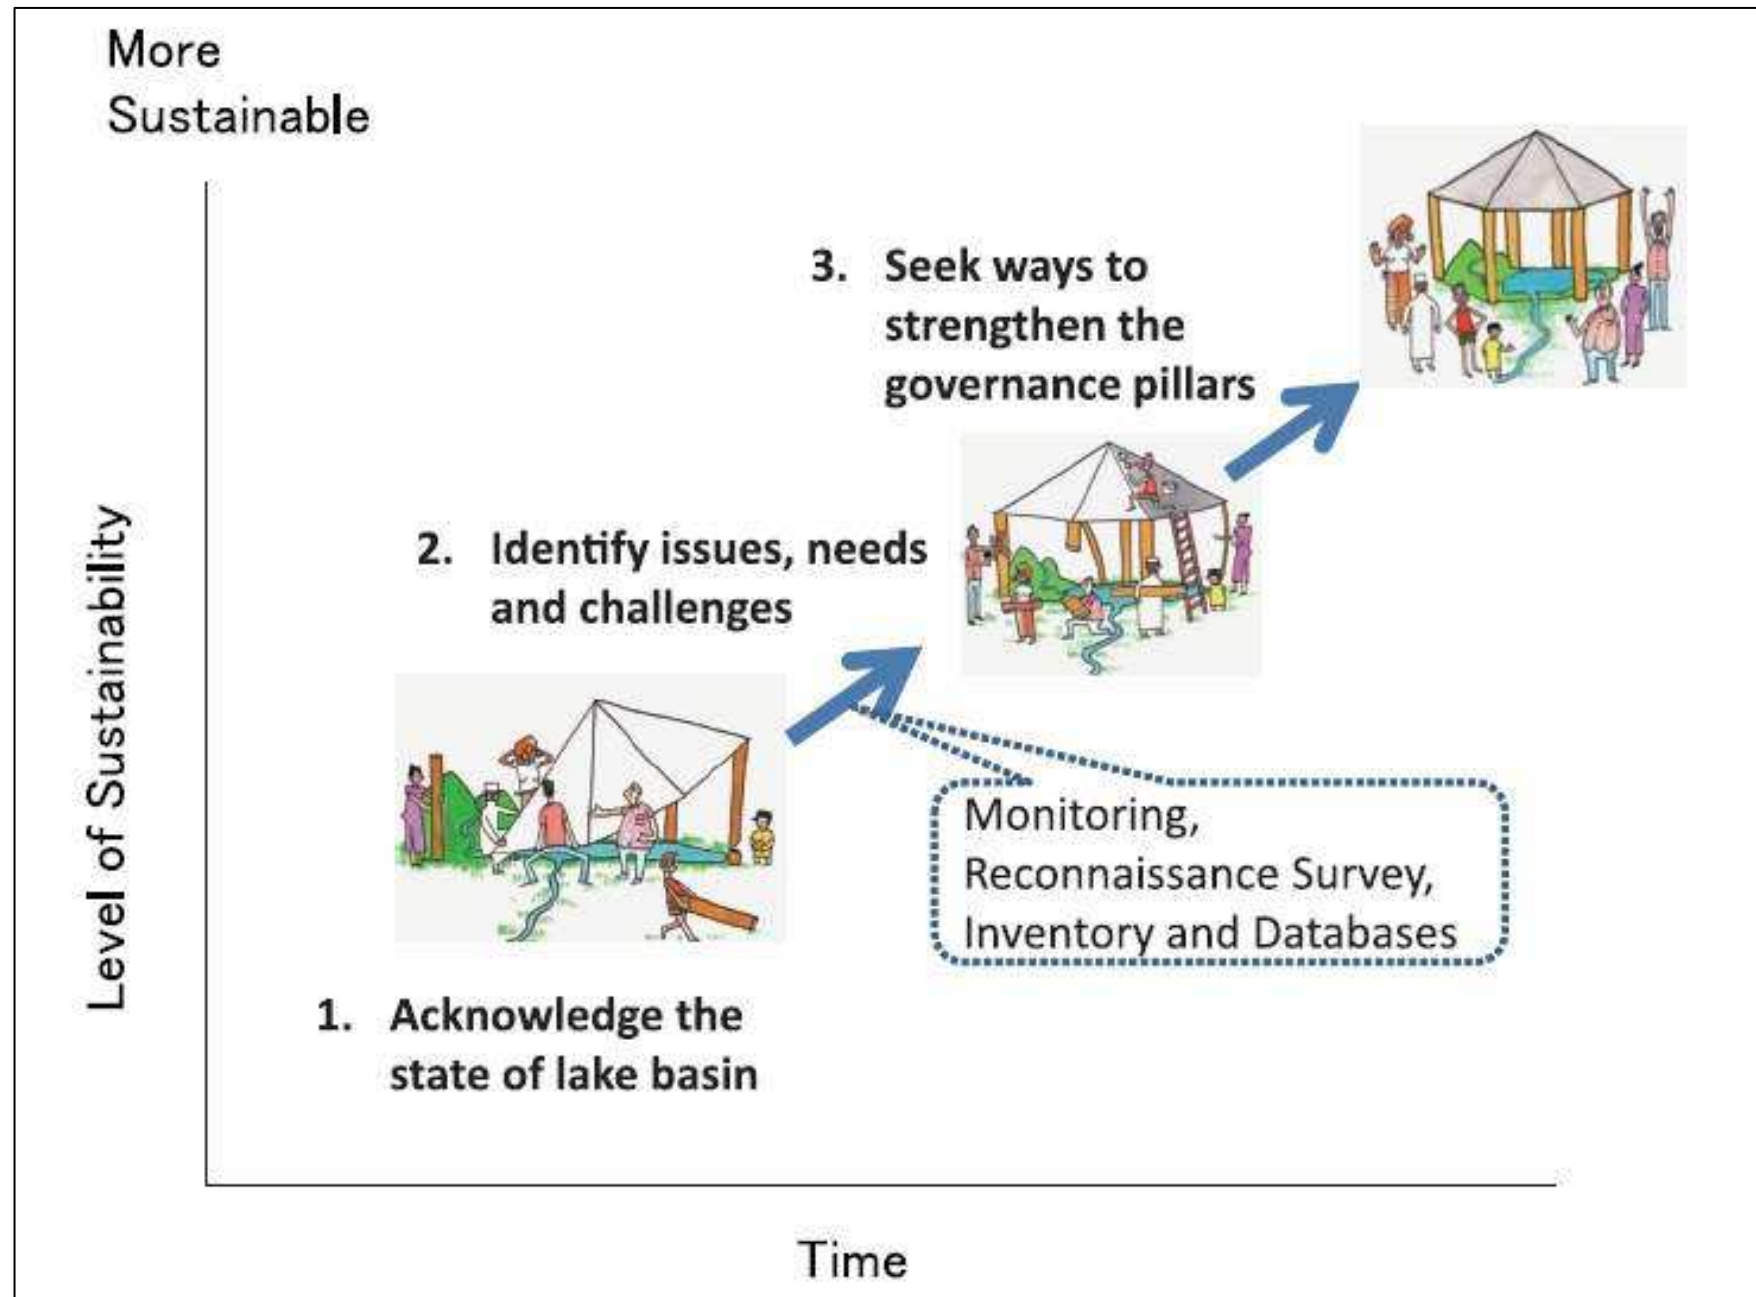 More
Sustainable
3. Seek ways to
strengthen the
governance pillars
2. Identify issues, needs
and challenges
Level of Sustainability
Monitoring,
Reconnaissance Survey,
Inventory and Databases
1. Acknowledge the
state of lake basin
Time